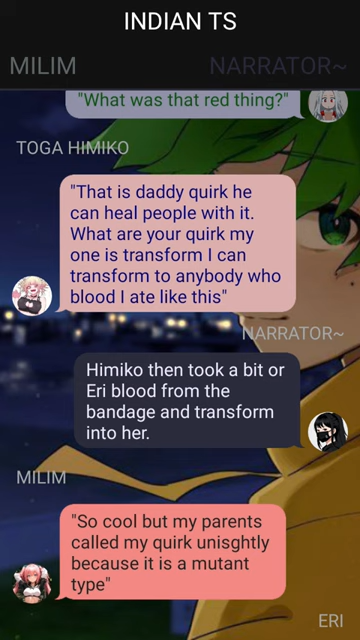 INDIAN TS
MILIM
NARRATOR~
"What was that red thing?"
TOGA HIMIKO
"That is daddy quirk he
can heal people with it.
What are your quirk my
one is transform I can
transform to anybody who
blood I ate like this"
NARRATOR~
Himiko then took a bit or
Eri blood from the
bandage and transform
into her.
MILIM
"So cool but my parents
called my quirk unisghtly
because it is a mutant
type"
ERI